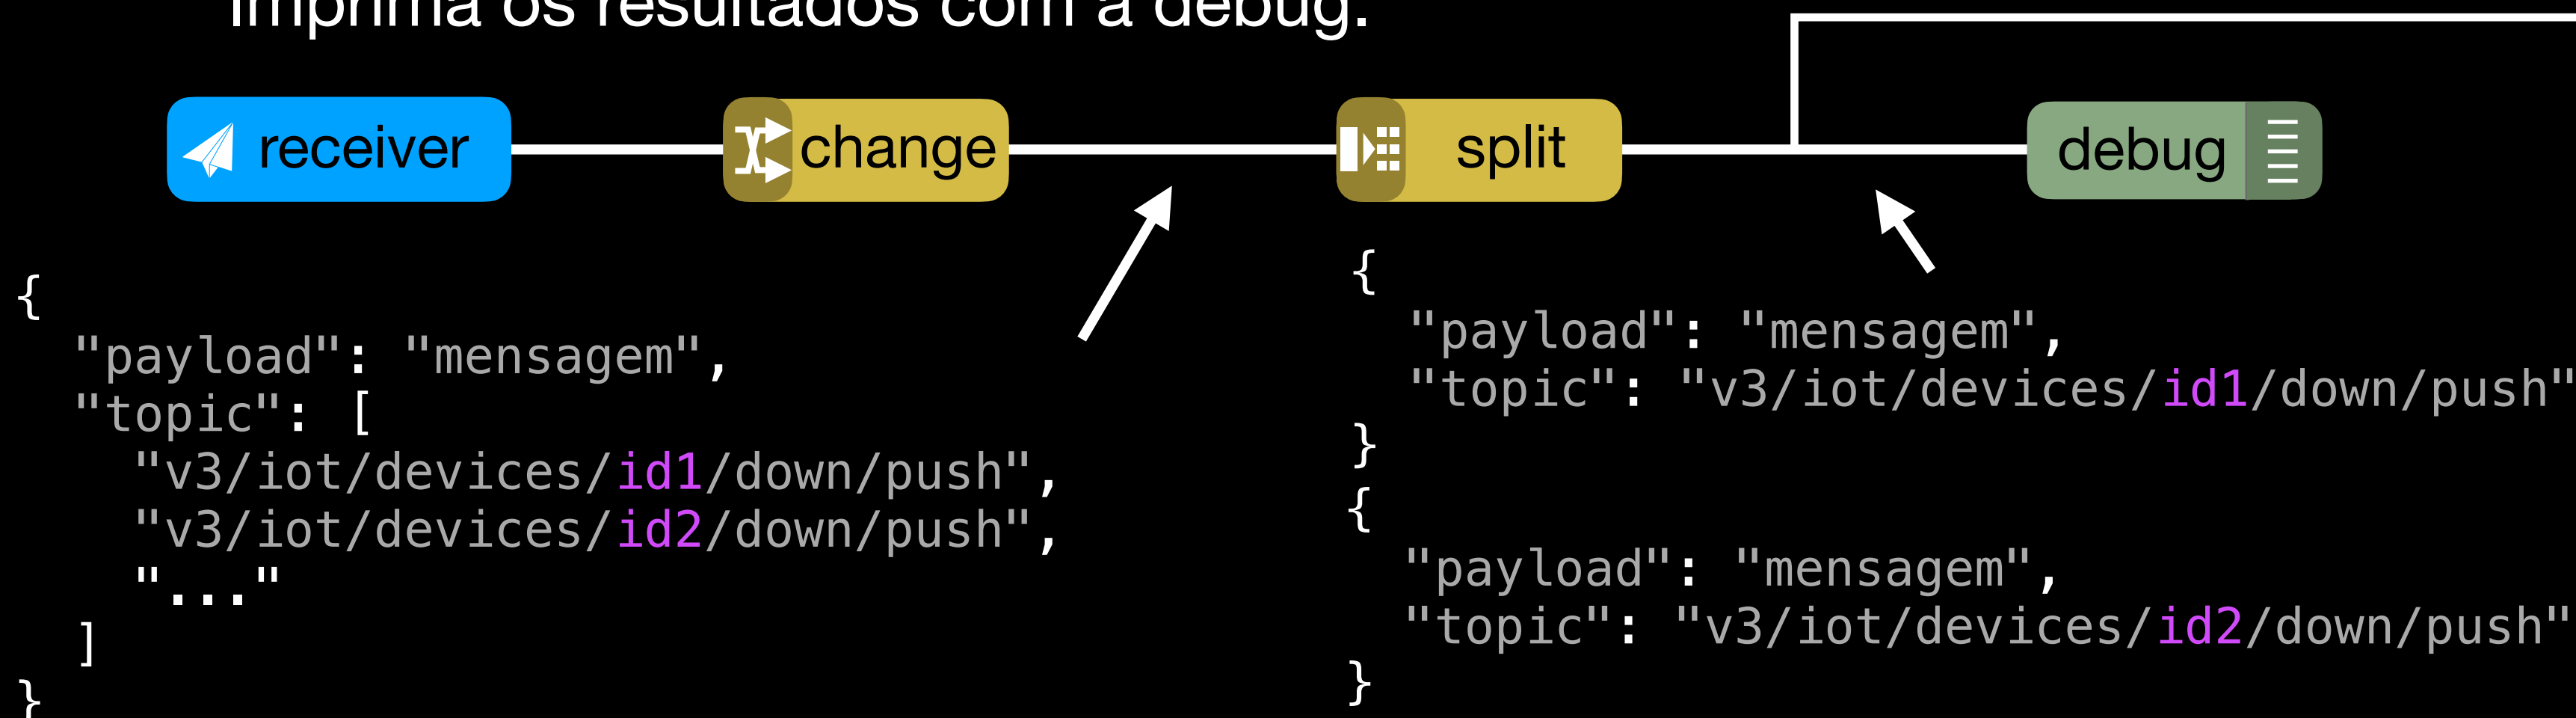 Imprima os resultados com a debug.
receiver
change
split
debug
{
"payload": "mensagem",
"topic": [
"v3/iot/devices/id1/down/push",
"v3/iot/devices/id2/down/push",
"..."
]
}
{
"payload": "mensagem",
"topic": "v3/iot/devices/id1/down/push"
}
{
"payload": "mensagem",
"topic": "v3/iot/devices/id2/down/push"
}